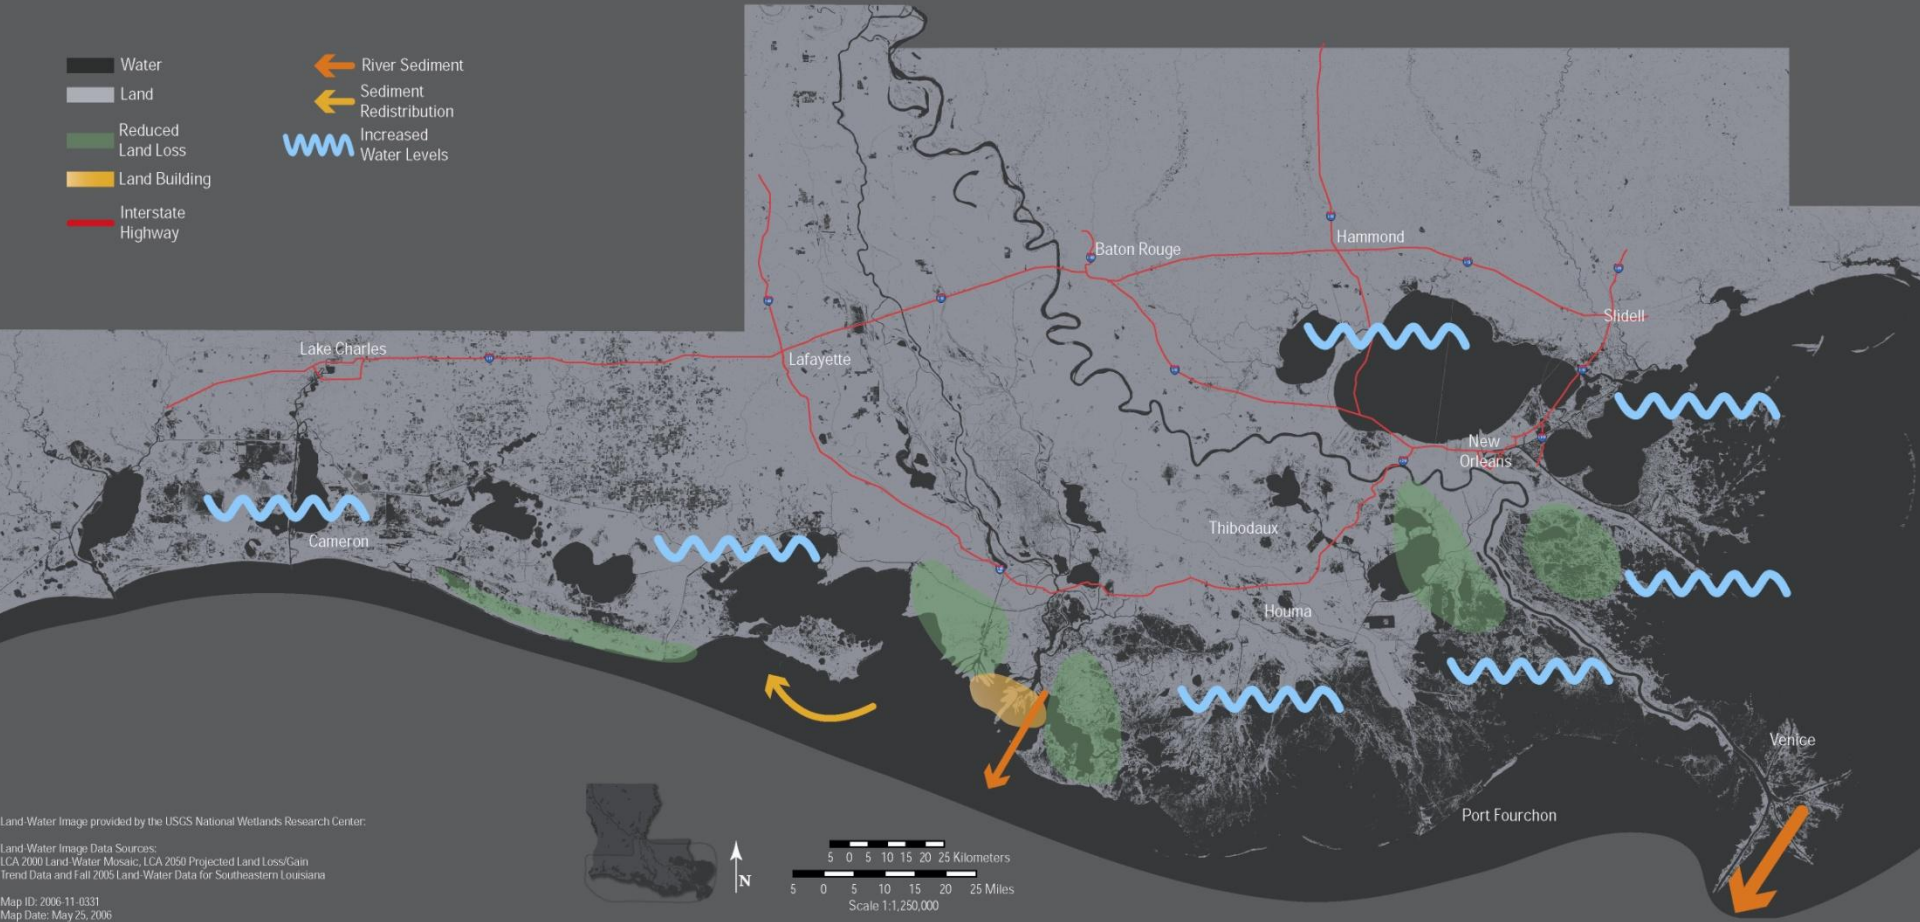 Water
Land
Reduced
Land Loss
Land Building
Interstate
Highway
River Sediment
Sediment
Redistribution
Increased
Water Levels
Baton Rouge
Hammond
Slidell
Lake Charles
Lafayette
New
Orleans
Thibodaux
Cameron
Houma
Venice
Port Fourchon
Land-Water Image provided by the USGS National Wetlands Research Center:
Land-Water Image Data Sources:
LCA 2000 Land-Water Mosaic, LCA 2050 Projected Land Loss/Gain
Trend Data and Fall 2005 Land-Water Data for Southeastern Louisiana
Map ID: 2006-11-0331
Map Date: May 25, 2006
N
5 0 5 10 15 20 25 Kilometers
5 0 5 10 15 20 25 Miles
Scale 1:1,250,000